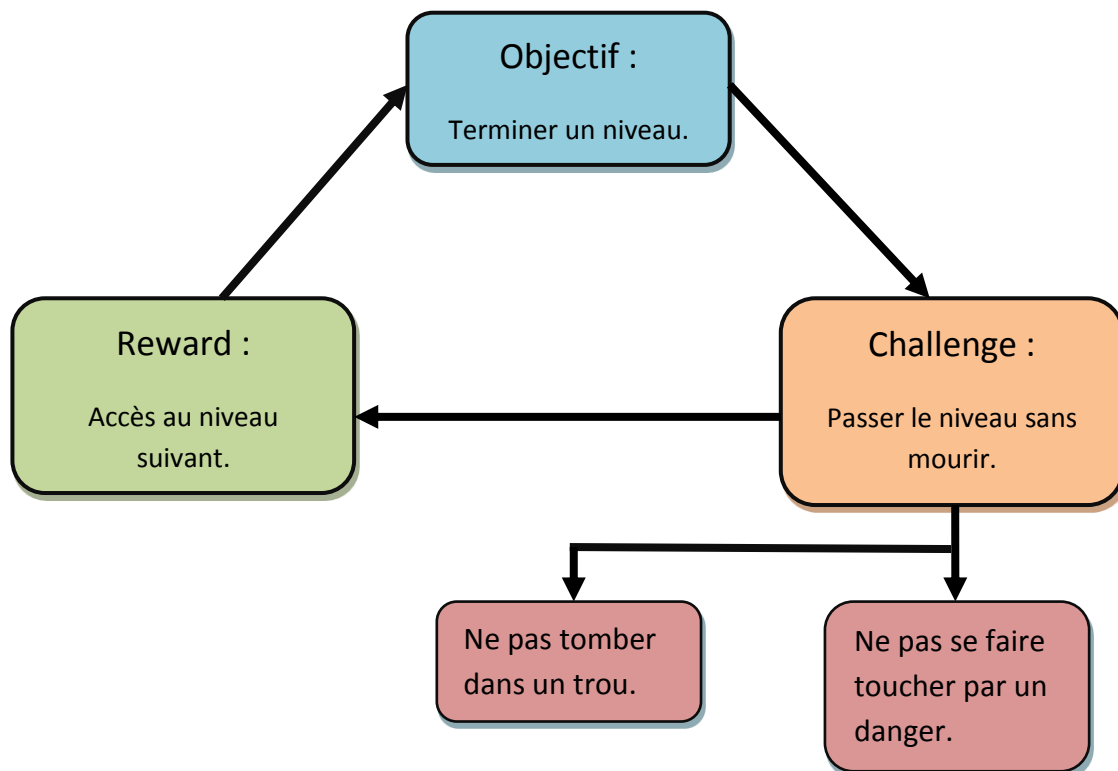 Objectif :
Terminer un niveau.
Reward :
Accès au niveau
suivant.
Challenge :
Passer le niveau sans
mourir.
Ne pas tomber
dans un trou.
Ne pas se faire
toucher par un
danger.